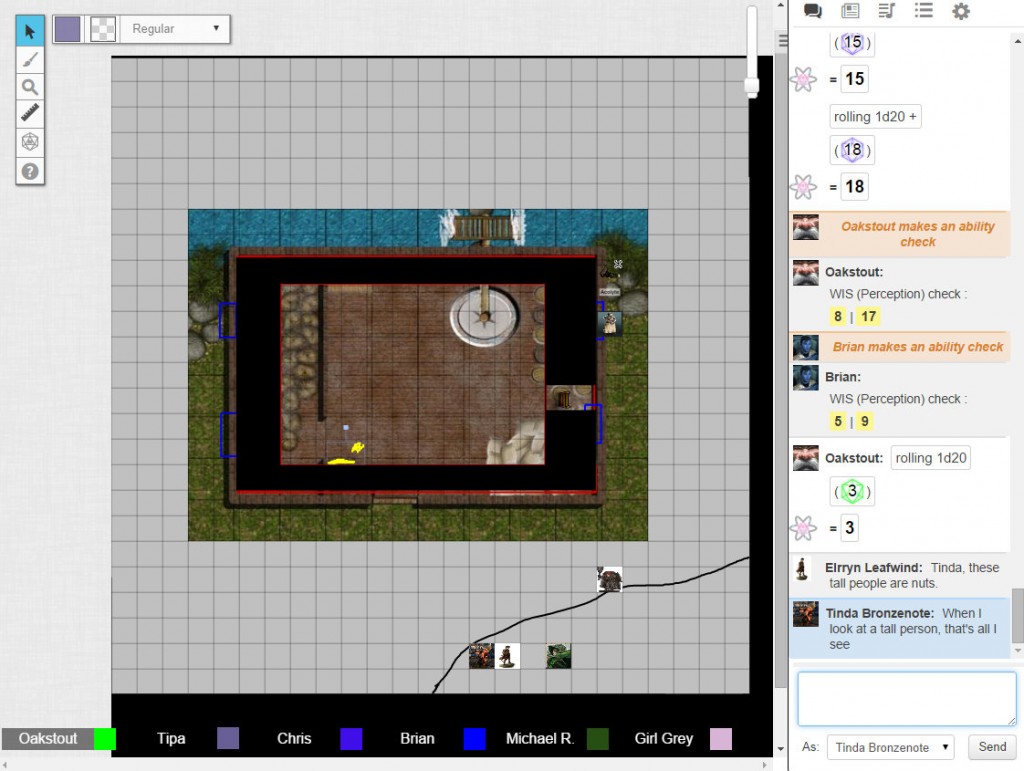 Regular
(15)
= 15
rolling 1d20 +
(18)
= 18
Oakstout makes an ability
check
Oakstout:
WIS (Perception) check :
8 | 17
Brian makes an ability check
Brian:
WIS (Perception) check :
5 | 9
Oakstout: rolling 1d20
(3)
= 3
Elrryn Leafwind: Tinda, these
tall people are nuts.
Tinda Bronzenote: When I
look at a tall person, that's all I
see
As: Tinda Bronzenote Send
Oakstout Tipa Chris Brian Michael R. Girl Grey